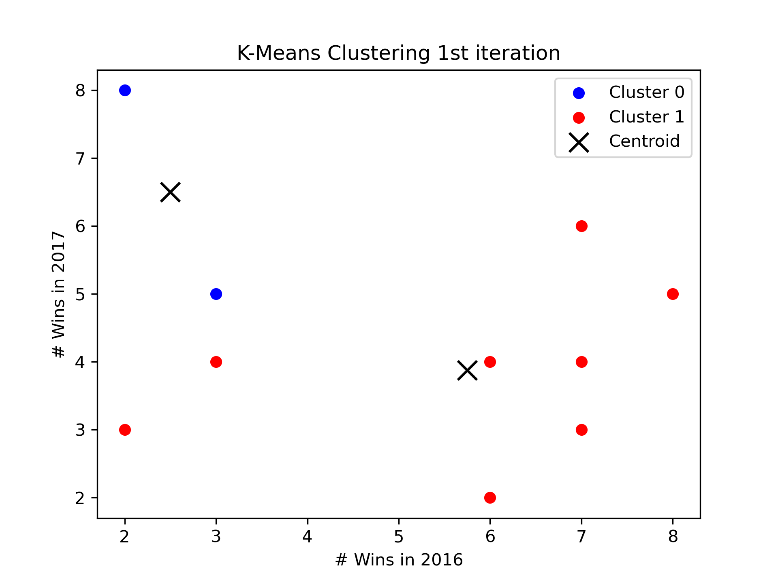 K-Means Clustering 1st iteration
Cluster 0
Cluster 1
Centroid
# Wins in 2017
8
7
6
5
4
3
2
2 3 4 5 6 7 8
# Wins in 2016